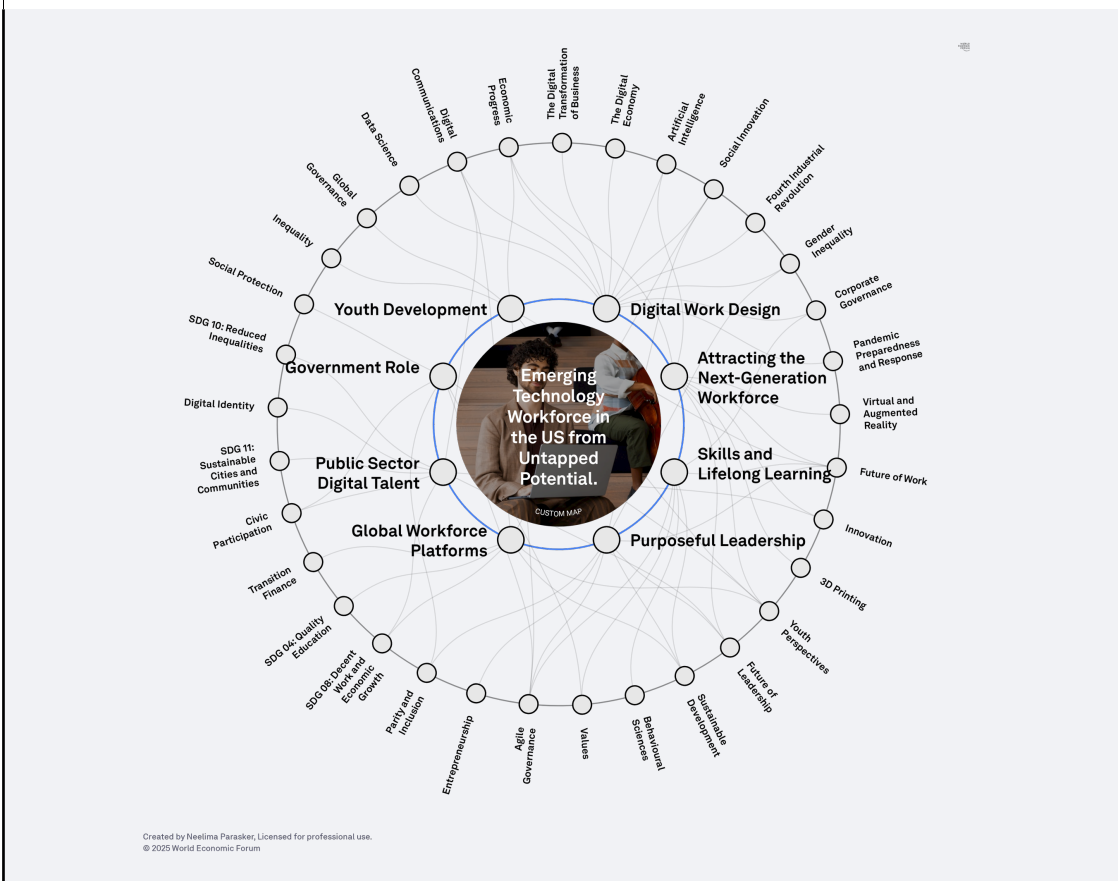 The Digital
Transformation
of Business
The Digital
Economy
Artificial
Intelligence
Social Innovation
Fourth Industrial
Revolution
Gender
Inequality
Corporate
Governance
Pandemic
Preparedness
and Response
Virtual and
Augmented
Reality
Future of Work
Innovation
3D Printing
Youth
Perspectives
Future of
Leadership
Sustainable
Development
Behavioural
Sciences
Values
Agile
Governance
Entrepreneurship
Parity and
Inclusion
SDG 08: Decent
Work and
Economic
Growth
SDG 04: Quality
Education
Transition
Finance
Civic
Participation
SDG 11:
Sustainable
Cities and
Communities
Digital Identity
SDG 10: Reduced
Inequalities
Social Protection
Inequality
Global
Governance
Data Science
Digital
Communications
Economic
Progress
Youth Development
Digital Work Design
Government Role
Attracting the
Next-Generation
Workforce
Public Sector
Digital Talent
Skills and
Lifelong Learning
Global Workforce
Platforms
Purposeful Leadership
Emerging
Technology
Workforce in
the US from
Untapped
Potential.
CUSTOM MAP
Created by Neelima Parasker, Licensed for professional use.
© 2025 World Economic Forum